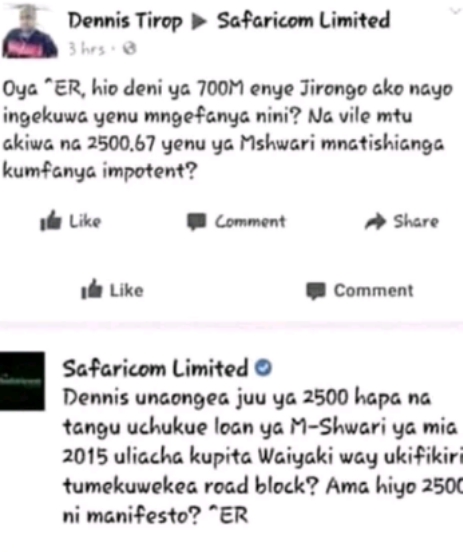 Dennis Tirop ▶ Safaricom Limited
3 hrs ·
Oya ^ER, hio deni ya 700M enye Jirongo ako nayo
ingekuwa yenu mngefanya nini? Na vile mtu
akiwa na 2500.67 yenu ya Mshwari mnatishianga
kumfanya impotent?
Like Comment Share
Like Comment
Safaricom Limited
Dennis unaongea juu ya 2500 hapa na
tangu uchukue loan ya M-Shwari ya mia
2015 uliacha kupita Waiyaki way ukifikiri
tumekuwekea road block? Ama hiyo 2500
ni manifesto? ^ER